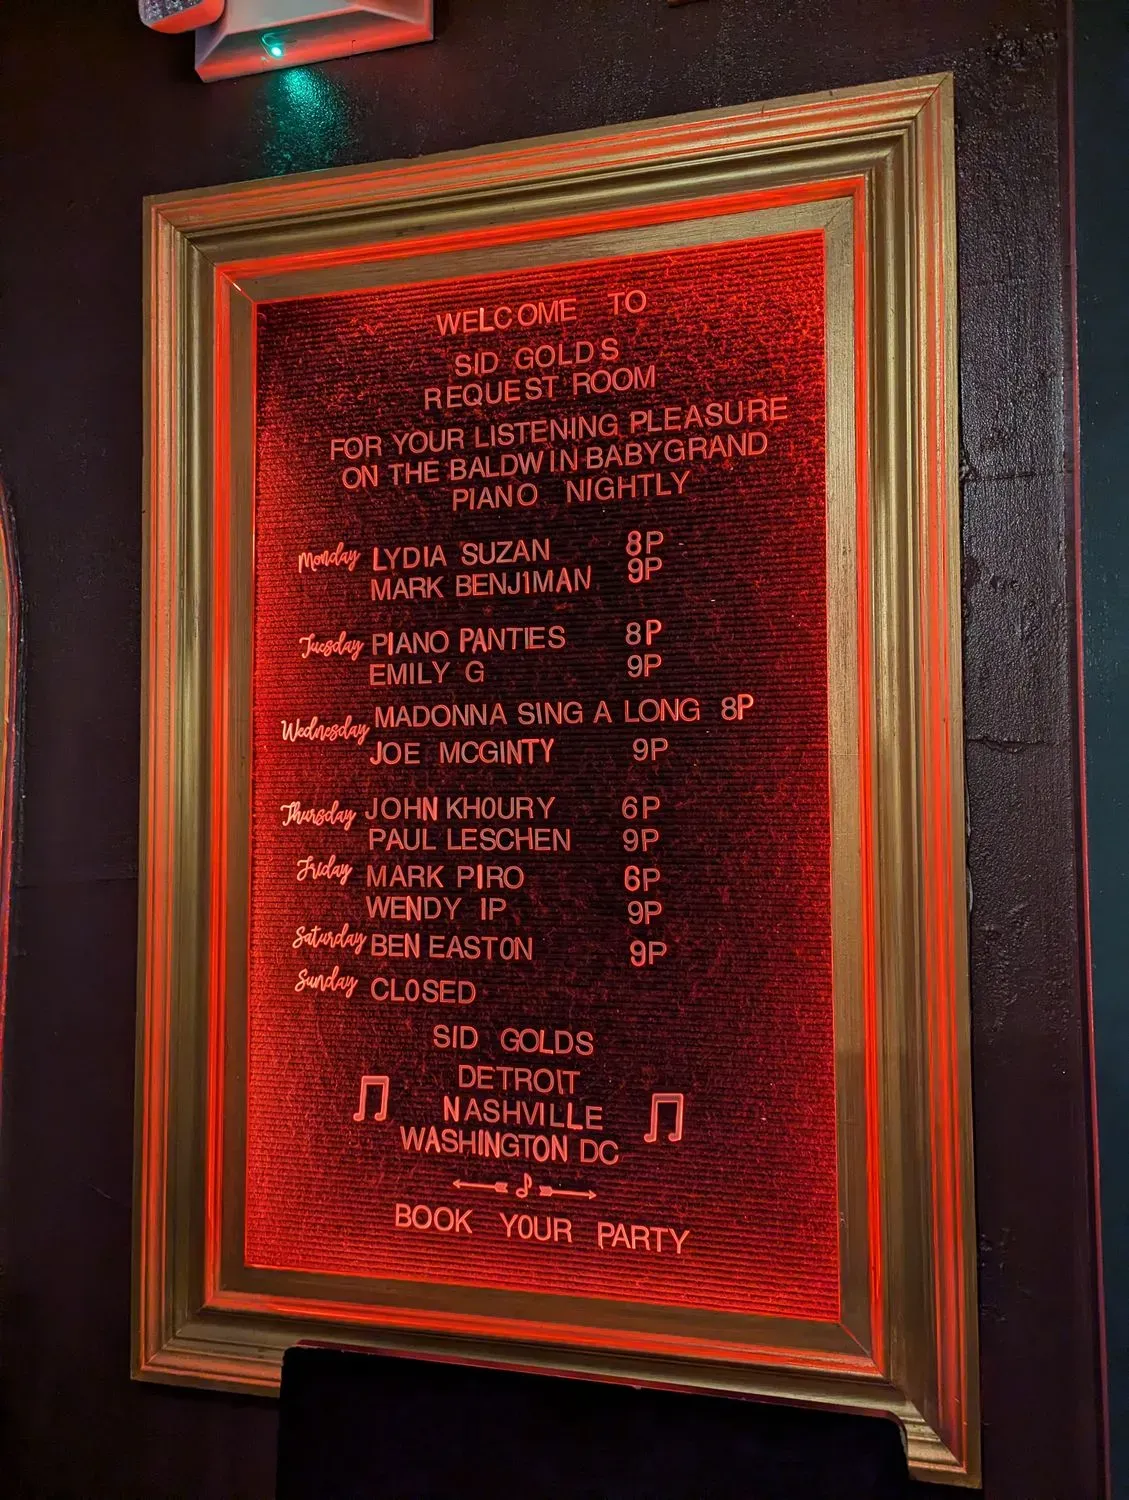 WELCOME TO
SID GOLDS
REQUEST ROOM
FOR YOUR LISTENING PLEASURE
ON THE BALDWIN BABYGRAND
PIANO NIGHTLY
Monday LYDIA SUZAN 8P
MARK BENJ1MAN 9P
Tuesday PIANO PANTIES 8P
EMILY G 9P
Wednesday MADONNA SING A LONG 8P
JOE MCGINTY 9P
Thursday JOHN KHOURY 6P
PAUL LESCHEN 9P
Friday MARK PIRO 6P
WENDY IP 9P
Saturday BEN EASTON 9P
Sunday CLOSED
SID GOLDS
DETROIT
NASHVILLE
WASHINGTON DC
BOOK YOUR PARTY